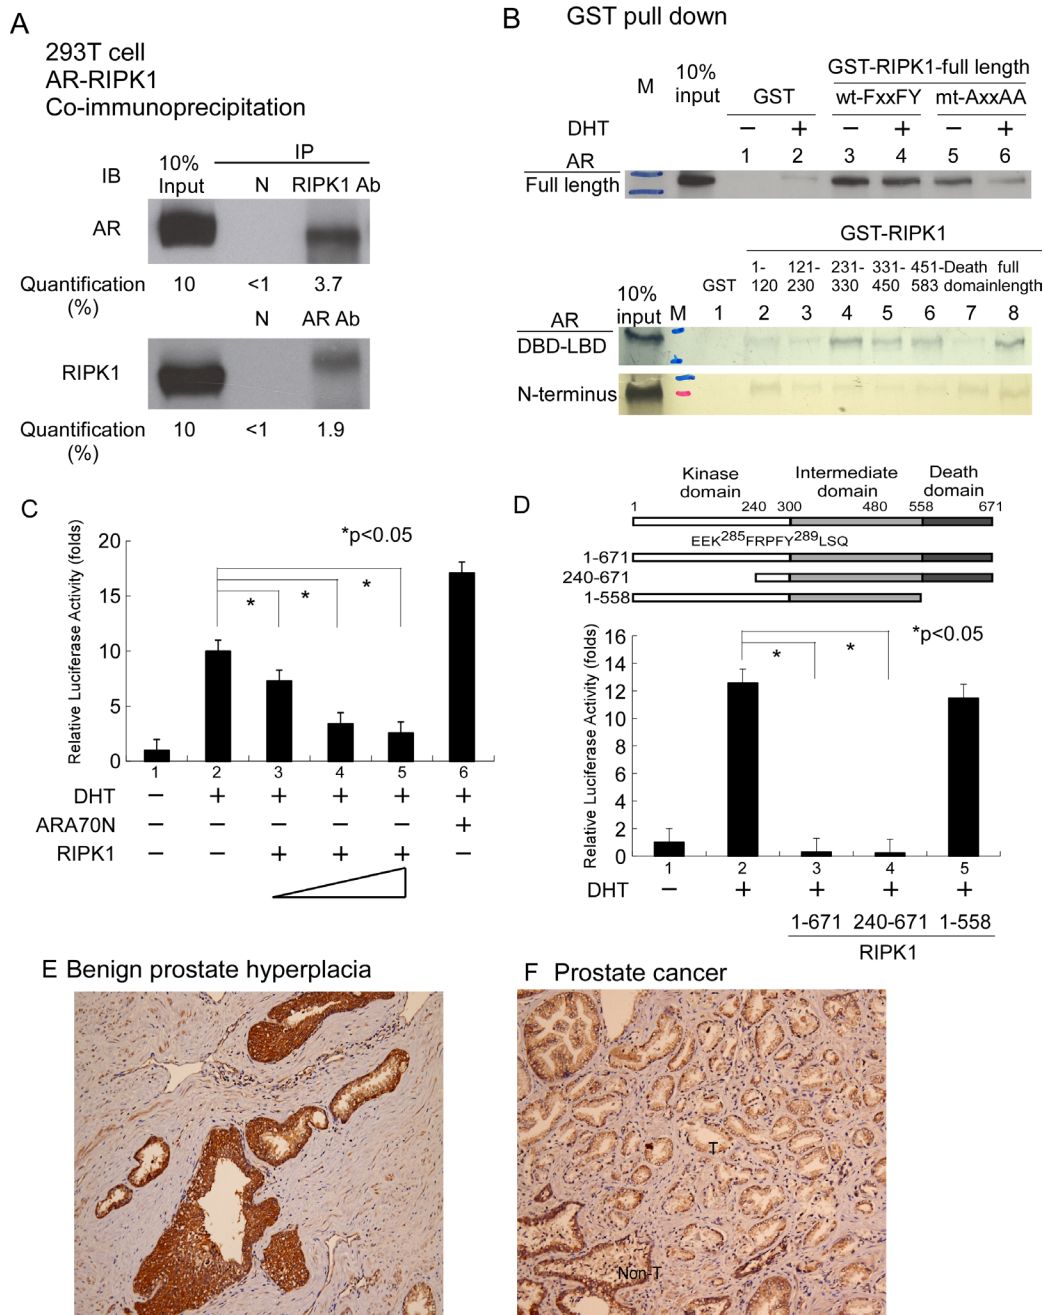 A
293T cell
AR-RIPK1
Co-immunoprecipitation
IP
IB
10% Input
N
RIPK1 Ab
AR
Quantification (%)
10
<1
3.7
N
AR Ab
RIPK1
Quantification (%)
10
<1
1.9
B
GST pull down
M
10% input
GST-RIPK1-full length
GST
wt-FxxFY
mt-AxxAA
DHT
− + − + − +
AR
1 2 3 4 5 6
Full length
GST-RIPK1
10% input
M
GST
1-120
121-230
231-330
331-450
451-583
Death domain
full length
1 2 3 4 5 6 7 8
AR
DBD-LBD
N-terminus
C
Relative Luciferase Activity (folds)
*p<0.05
20
15
10
5
0
* * *
1 2 3 4 5 6
DHT − + + + + +
ARA70N − − − − − +
RIPK1 − − + + + −
D
Kinase domain
Intermediate domain
Death domain
1 240 300 480 558 671
EEK285FRPFY289LSQ
1-671
240-671
1-558
Relative Luciferase Activity (folds)
*p<0.05
16
14
12
10
8
6
4
2
0
* *
1 2 3 4 5
DHT − + + + +
1-671 240-671 1-558
RIPK1
E Benign prostate hyperplacia
F Prostate cancer
T
Non-T